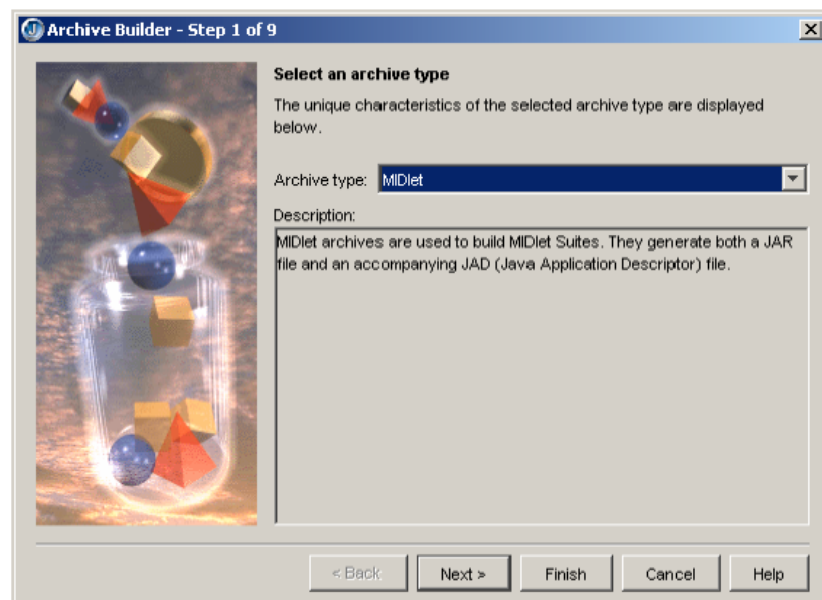 Archive Builder - Step 1 of 9
Select an archive type
The unique characteristics of the selected archive type are displayed
below.
Archive type: MIDlet
Description:
MIDlet archives are used to build MIDlet Suites. They generate both a JAR
file and an accompanying JAD (Java Application Descriptor) file.
< Back Next > Finish Cancel Help